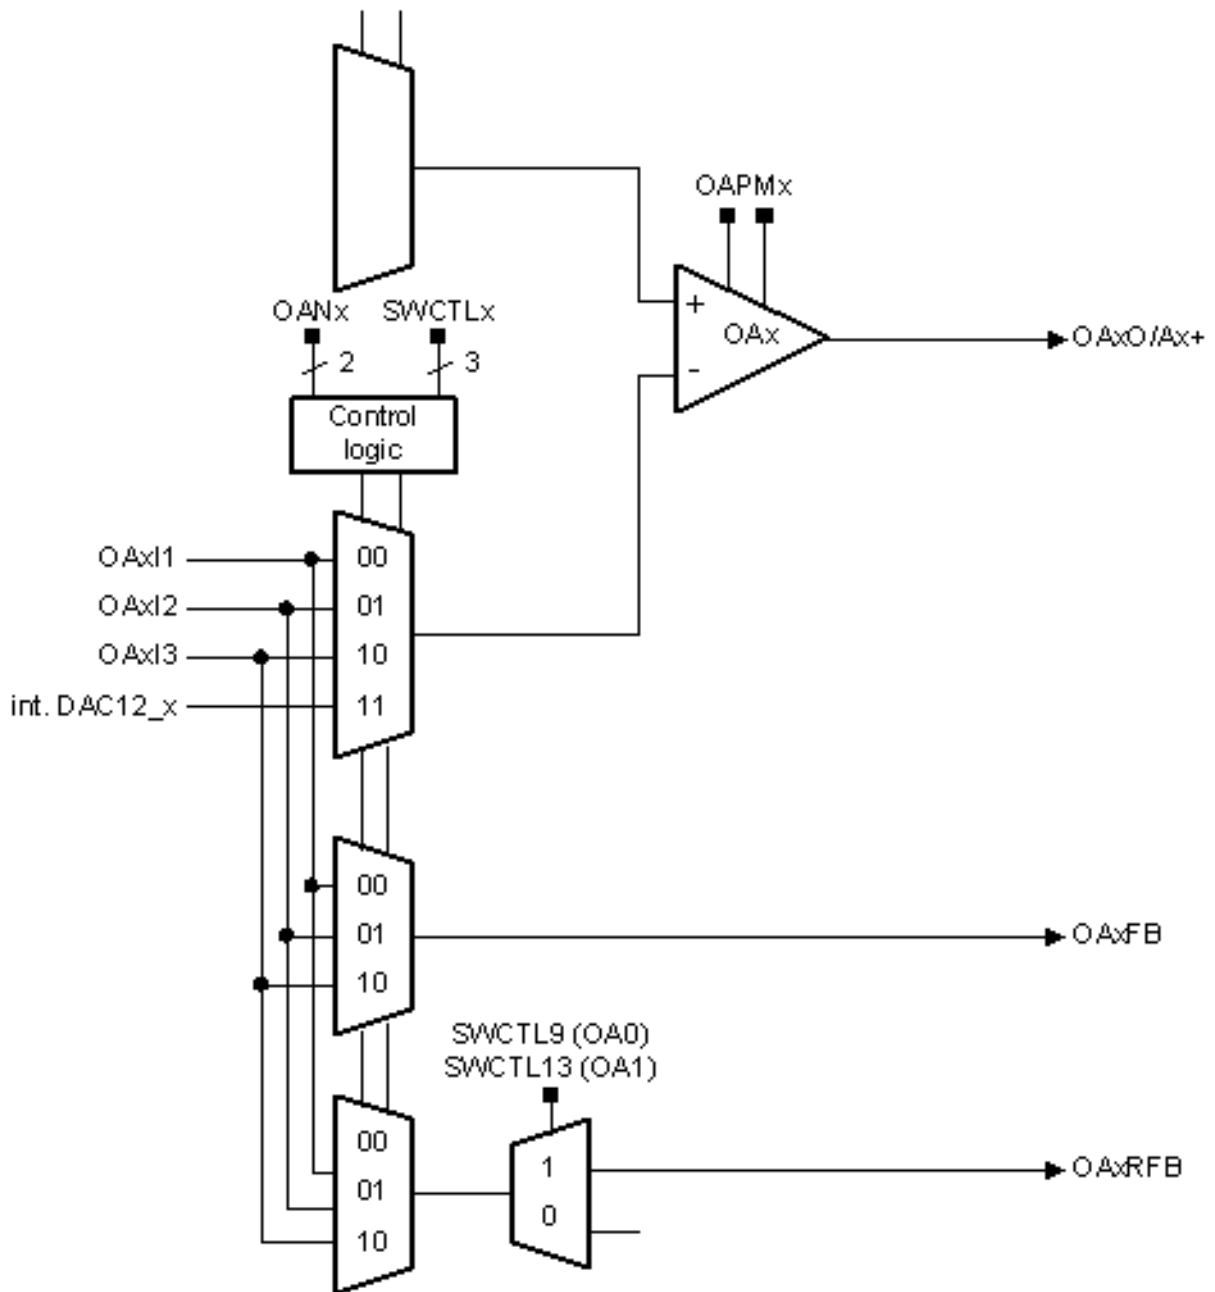 OAPMx
OANx SWCTLx
2 3
+
OAx
OAxO/Ax+
-
Control
logic
OAxI1
00
OAxI2
01
OAxI3
10
int. DAC12_x
11
00
01
OAxFB
10
SWCTL9 (OA0)
SWCTL13 (OA1)
00
1
OAxRFB
01
0
10